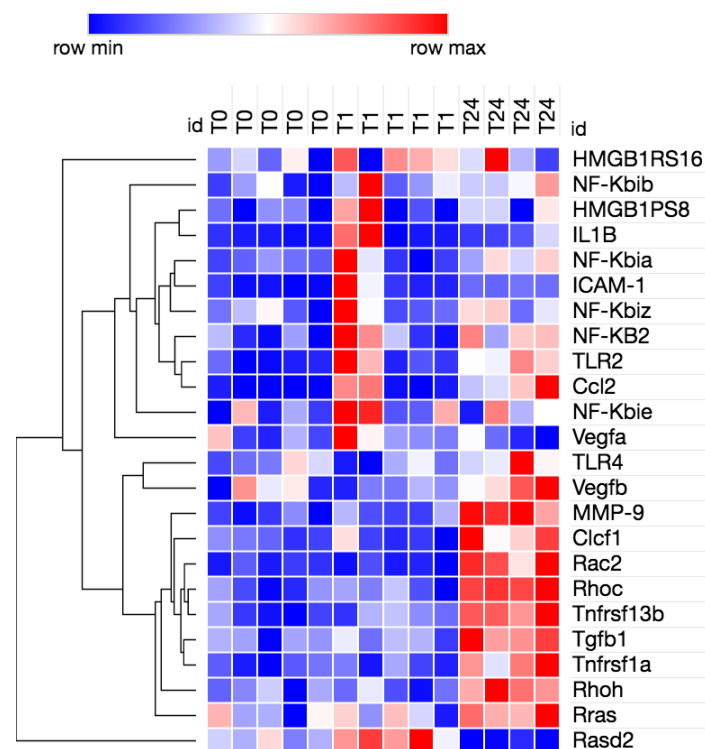 row min row max
id T0 T0 T0 T0 T0 T1 T1 T1 T1 T1 T24 T24 T24 T24 id
HMGB1RS16
NF-Kbib
HMGB1PS8
IL1B
NF-Kbia
ICAM-1
NF-Kbiz
NF-KB2
TLR2
Ccl2
NF-Kbie
Vegfa
TLR4
Vegfb
MMP-9
Clcf1
Rac2
Rhoc
Tnfrsf13b
Tgfb1
Tnfrsf1a
Rhoh
Rras
Rasd2